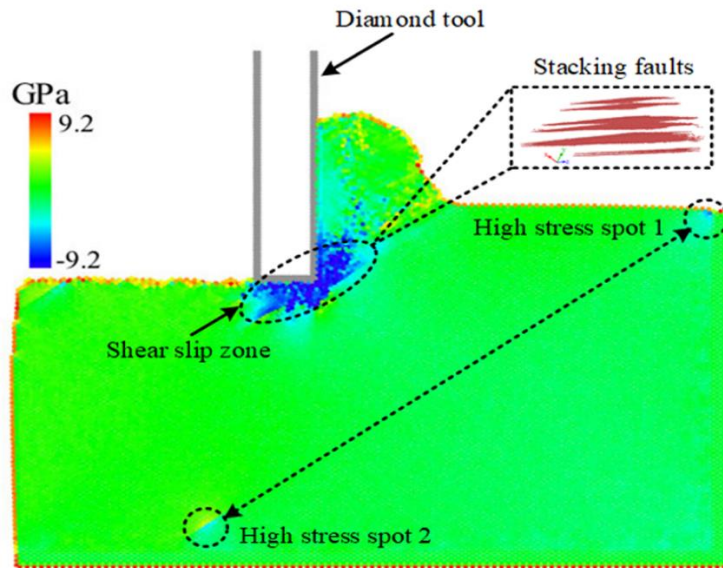 Diamond tool
Stacking faults
GPa
9.2
-9.2
High stress spot 1
Shear slip zone
High stress spot 2